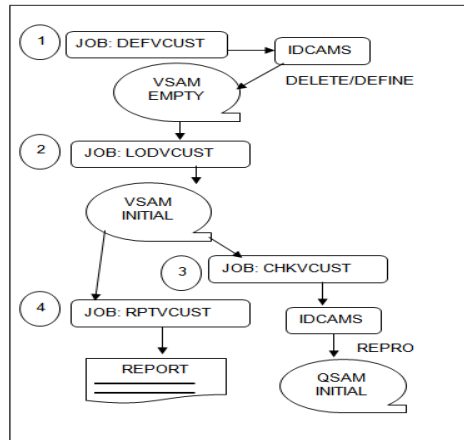 1
JOB: DEFVCUST
IDCAMS
VSAM
EMPTY
DELETE/DEFINE
2
JOB: LODVCUST
VSAM
INITIAL
3
JOB: CHKVCUST
4
JOB: RPTVCUST
IDCAMS
REPORT
REPRO
QSAM
INITIAL